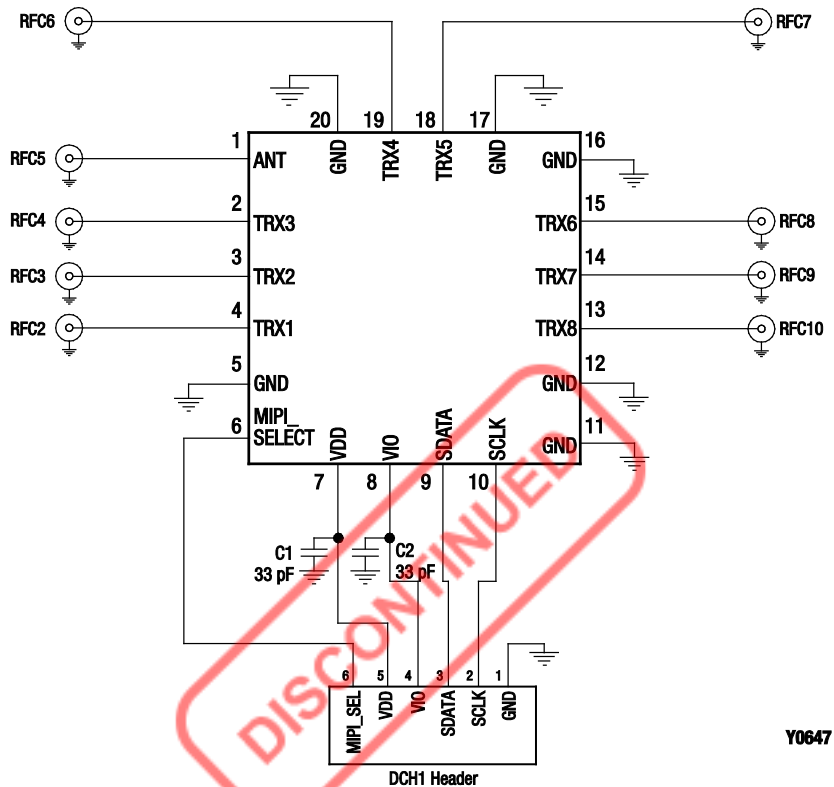 RFC6
RFC7
20 19 18 17
GND TRX4 TRX5 GND
RFC5
1
ANT
16
GND
RFC4
2
TRX3
15
TRX6
RFC8
RFC3
3
TRX2
14
TRX7
RFC9
RFC2
4
TRX1
13
TRX8
RFC10
5
GND
12
GND
6
MIPI_
SELECT
11
GND
VDD VIO SDATA SCLK
7 8 9 10
C1
33 pF
C2
33 pF
DISCONTINUED
6 5 4 3 2 1
MIPI_SEL VDD VIO SDATA SCLK GND
DCH1 Header
Y0647